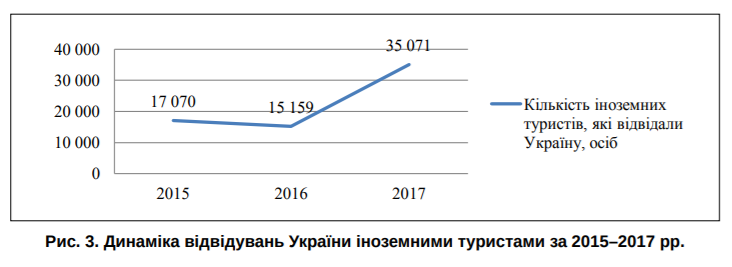 40 000
30 000
20 000
10 000
0
17 070
15 159
35 071
2015
2016
2017
Кількість іноземних
туристів, які відвідали
Україну, осіб
Рис. 3. Динаміка відвідувань України іноземними туристами за 2015–2017 рр.